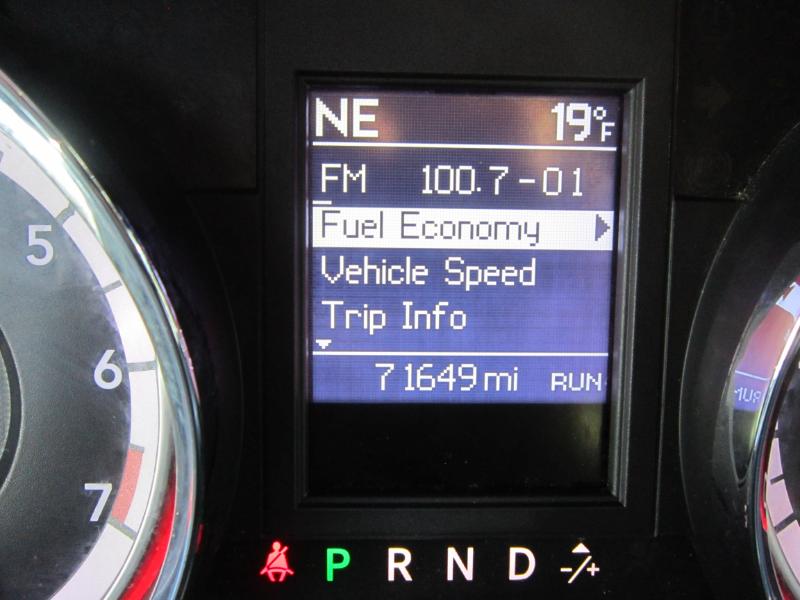 NE 19°F
FM 100.7-01
Fuel Economy
Vehicle Speed
Trip Info
71649 mi RUN
5
6
7
P R N D -/+